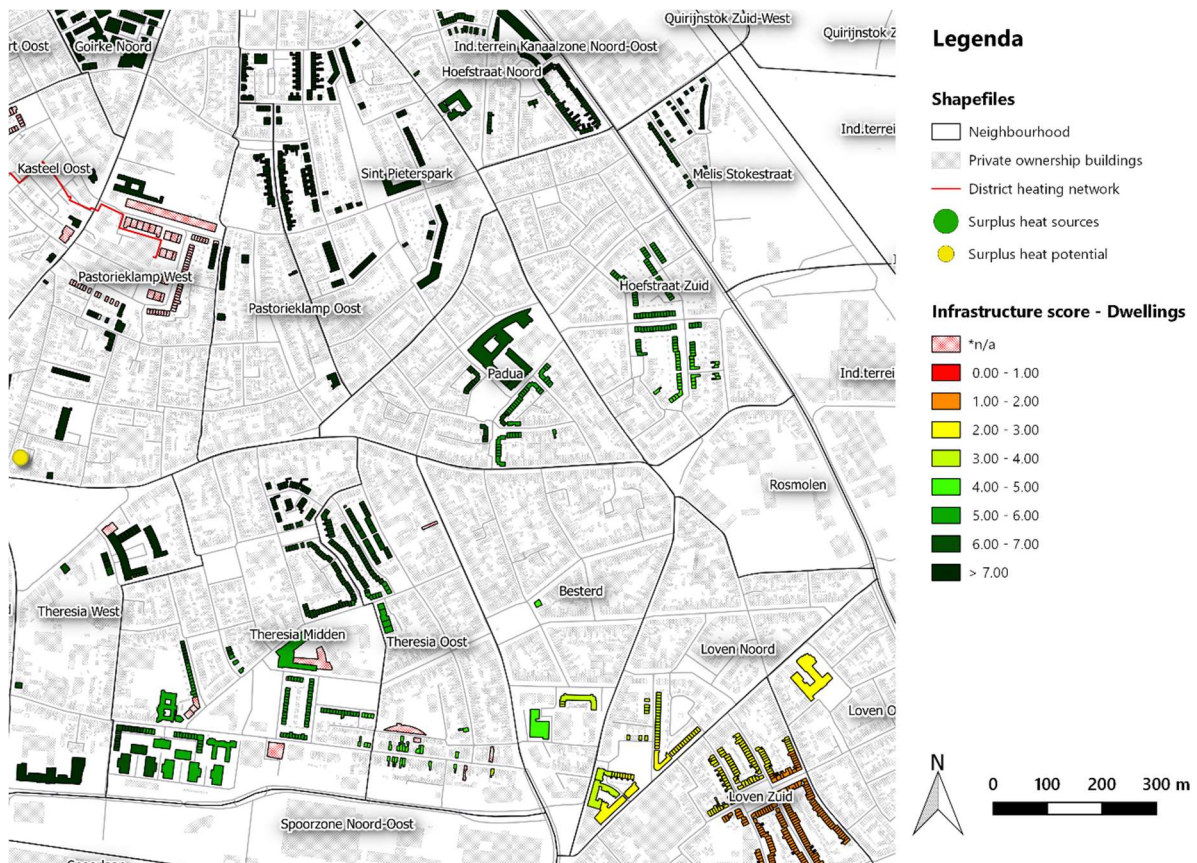 Quirijnstok Zuid-West
rt Oost
Goirke Noord
Ind.terrein Kanaalzone Noord-Oost
Quirijnstok Z
Hoefstraat Noord
Ind.terrei
Kasteel Oost
Sint Pieterspark
Melis Stokestraat
Pastorieklamp West
Hoefstraat Zuid
Pastorieklamp Oost
Padua
Ind.terrei
Rosmolen
Besterd
Theresia West
Theresia Midden
Theresia Oost
Loven Noord
Loven O
Loven Zuid
Spoorzone Noord-Oost
Legenda
Shapefiles
Neighbourhood
Private ownership buildings
District heating network
Surplus heat sources
Surplus heat potential
Infrastructure score - Dwellings
*n/a
0.00 - 1.00
1.00 - 2.00
2.00 - 3.00
3.00 - 4.00
4.00 - 5.00
5.00 - 6.00
6.00 - 7.00
> 7.00
N
0 100 200 300 m